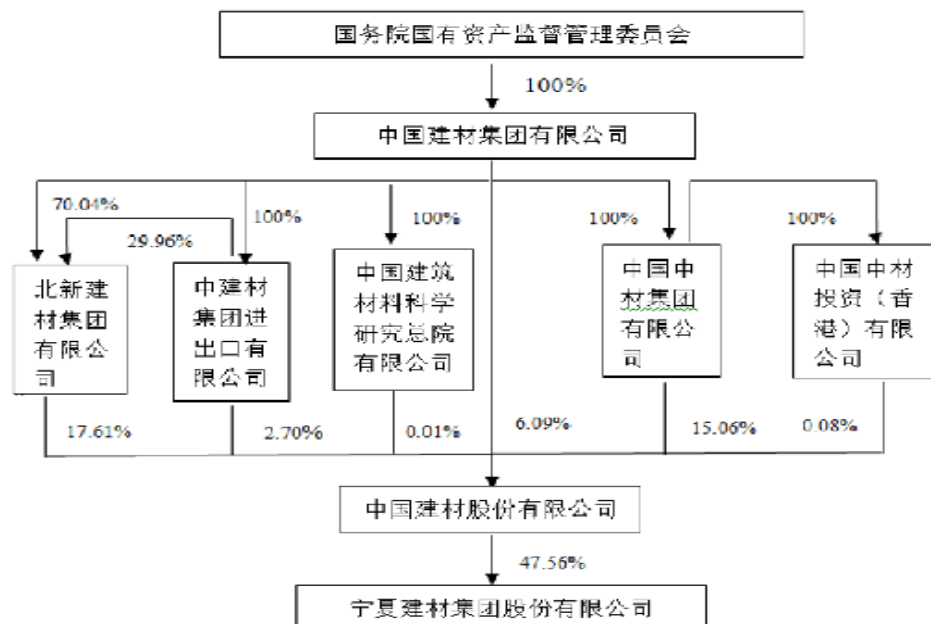 国务院国有资产监督管理委员会
100%
中国建材集团有限公司
70.04%
100%
100%
100%
100%
29.96%
北新建
材集团
有限公
司
中建材
集团进
出口有
限公司
中国建筑
材料科学
研究总院
有限公司
中国中
材集团
有限公
司
中国中材
投资（香
港）有限
公司
17.61%
2.70%
0.01%
6.09%
15.06%
0.08%
中国建材股份有限公司
47.56%
宁夏建材集团股份有限公司